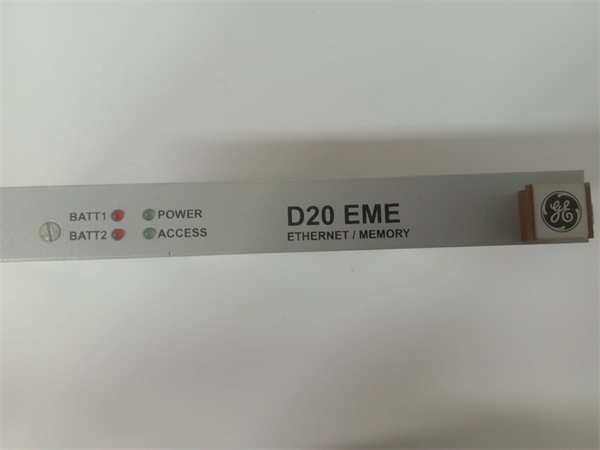 BATT1 POWER
BATT2 ACCESS
D20 EME
ETHERNET / MEMORY
GE